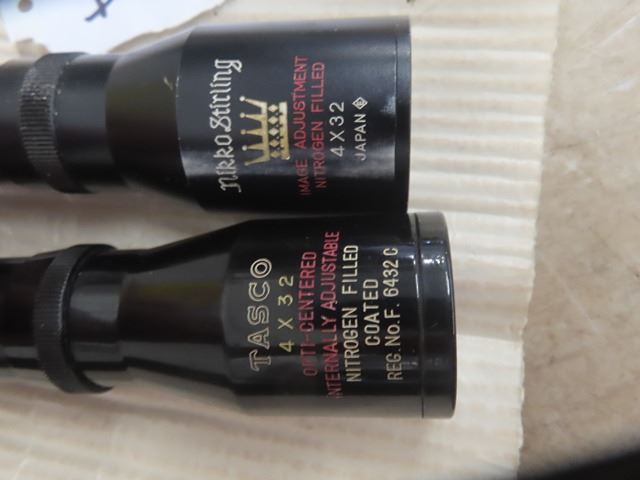 Nikko Stirling
IMAGE ADJUSTMENT
NITROGEN FILLED
4 X 32
JAPAN
TASCO
4 X 32
OPTI-CENTERED
INTERNALLY ADJUSTABLE
NITROGEN FILLED
COATED
REG. No. F. 6432 C